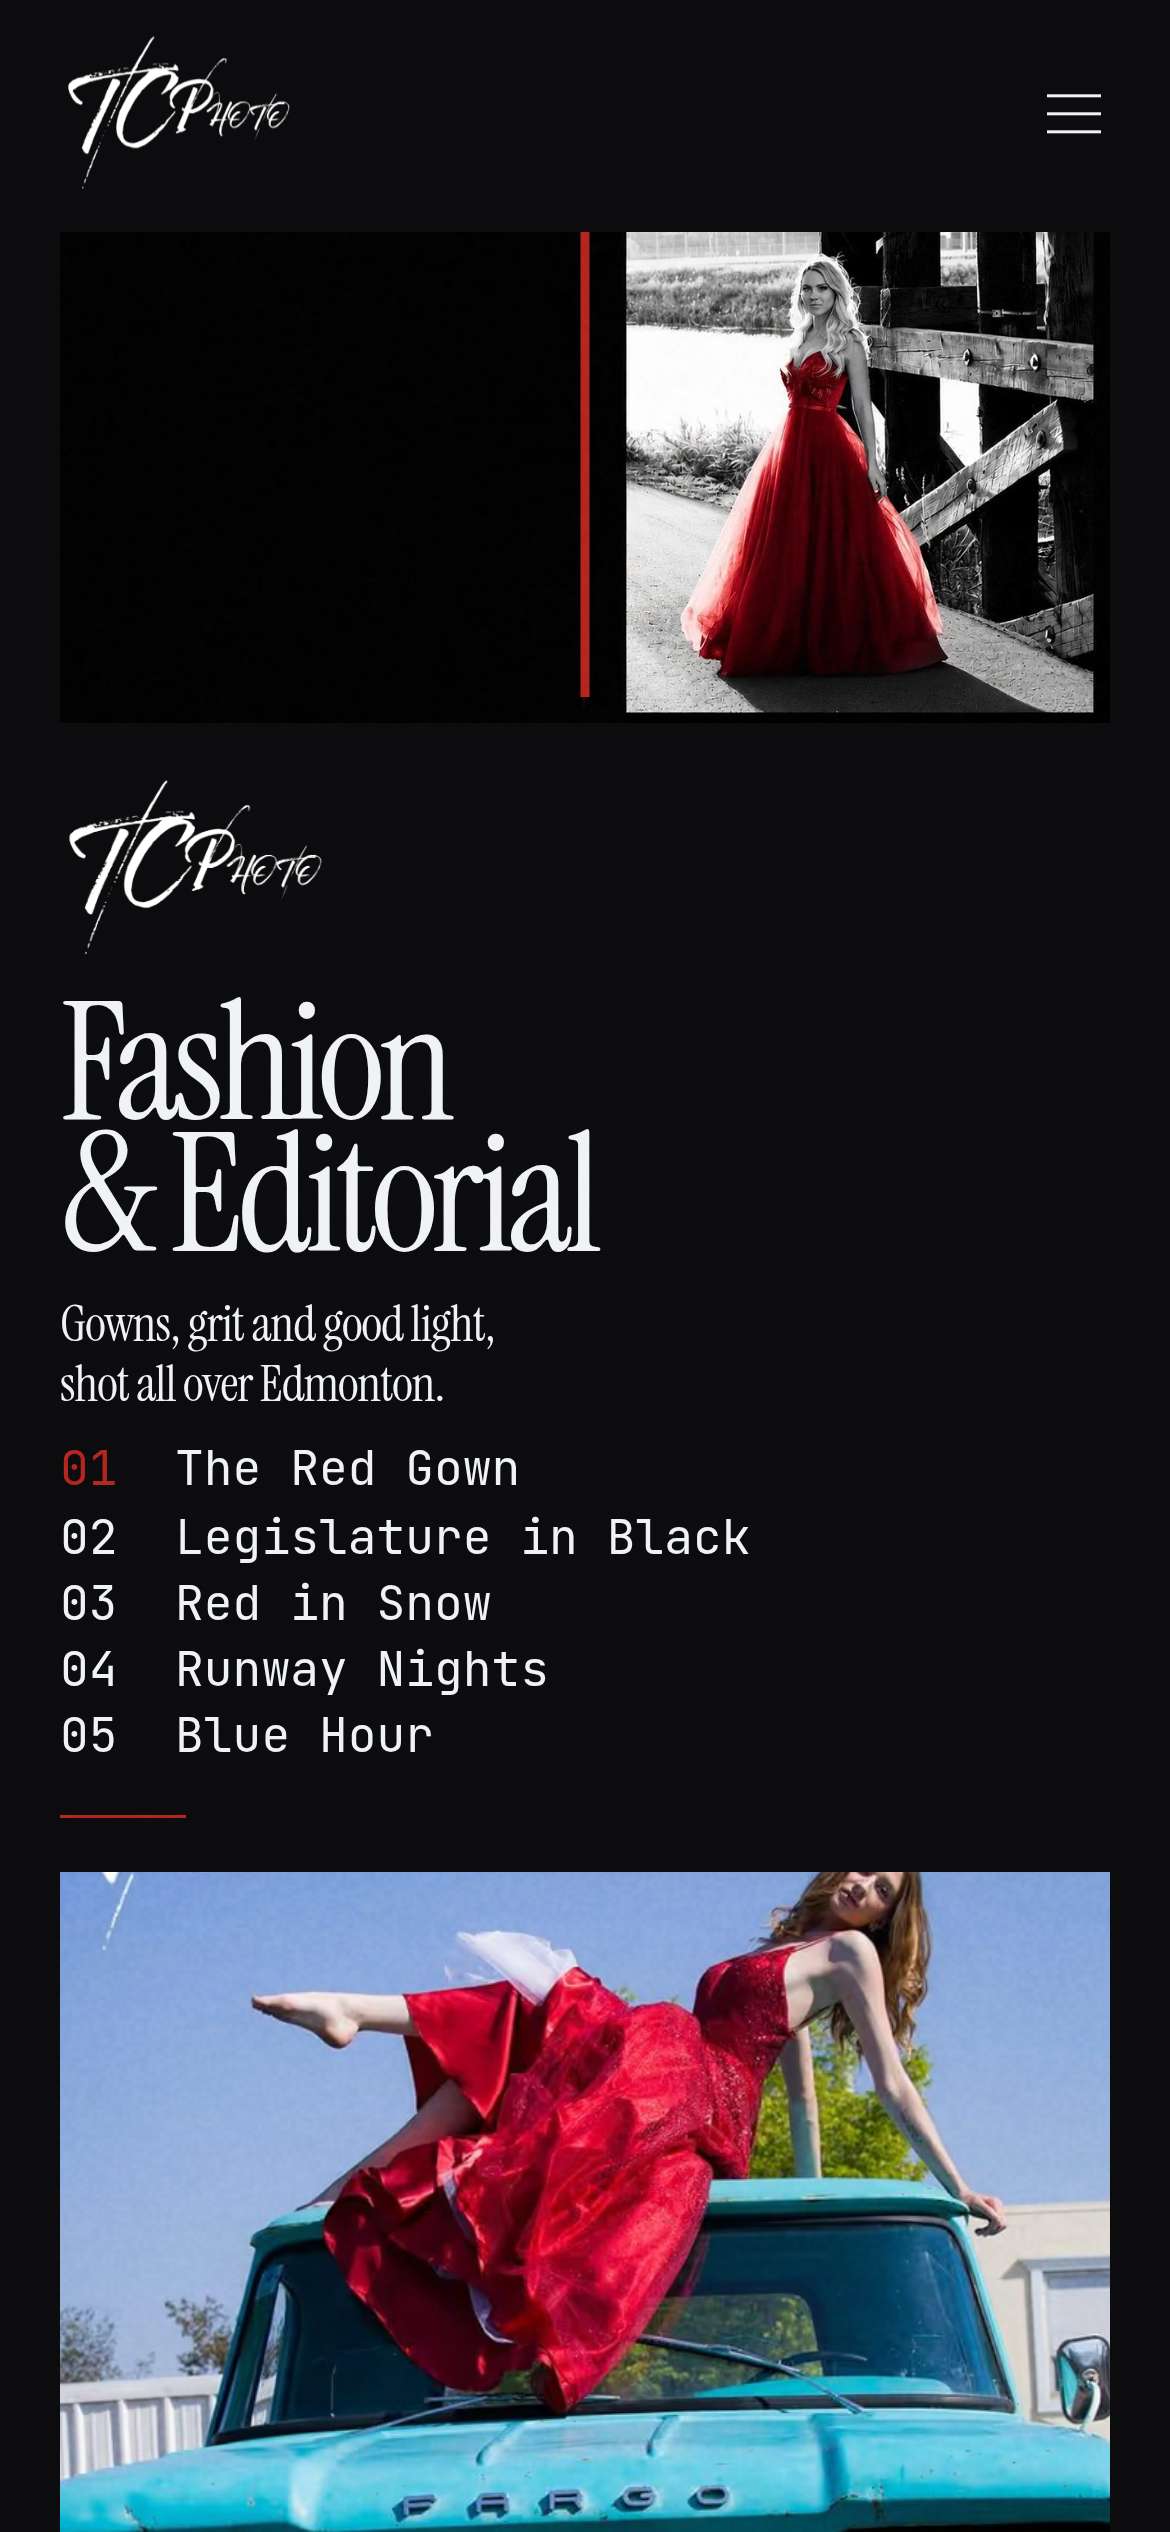 TCPHOTO
TCPHOTO
Fashion
& Editorial
Gowns, grit and good light,
shot all over Edmonton.
01 The Red Gown
02 Legislature in Black
03 Red in Snow
04 Runway Nights
05 Blue Hour
FARGO